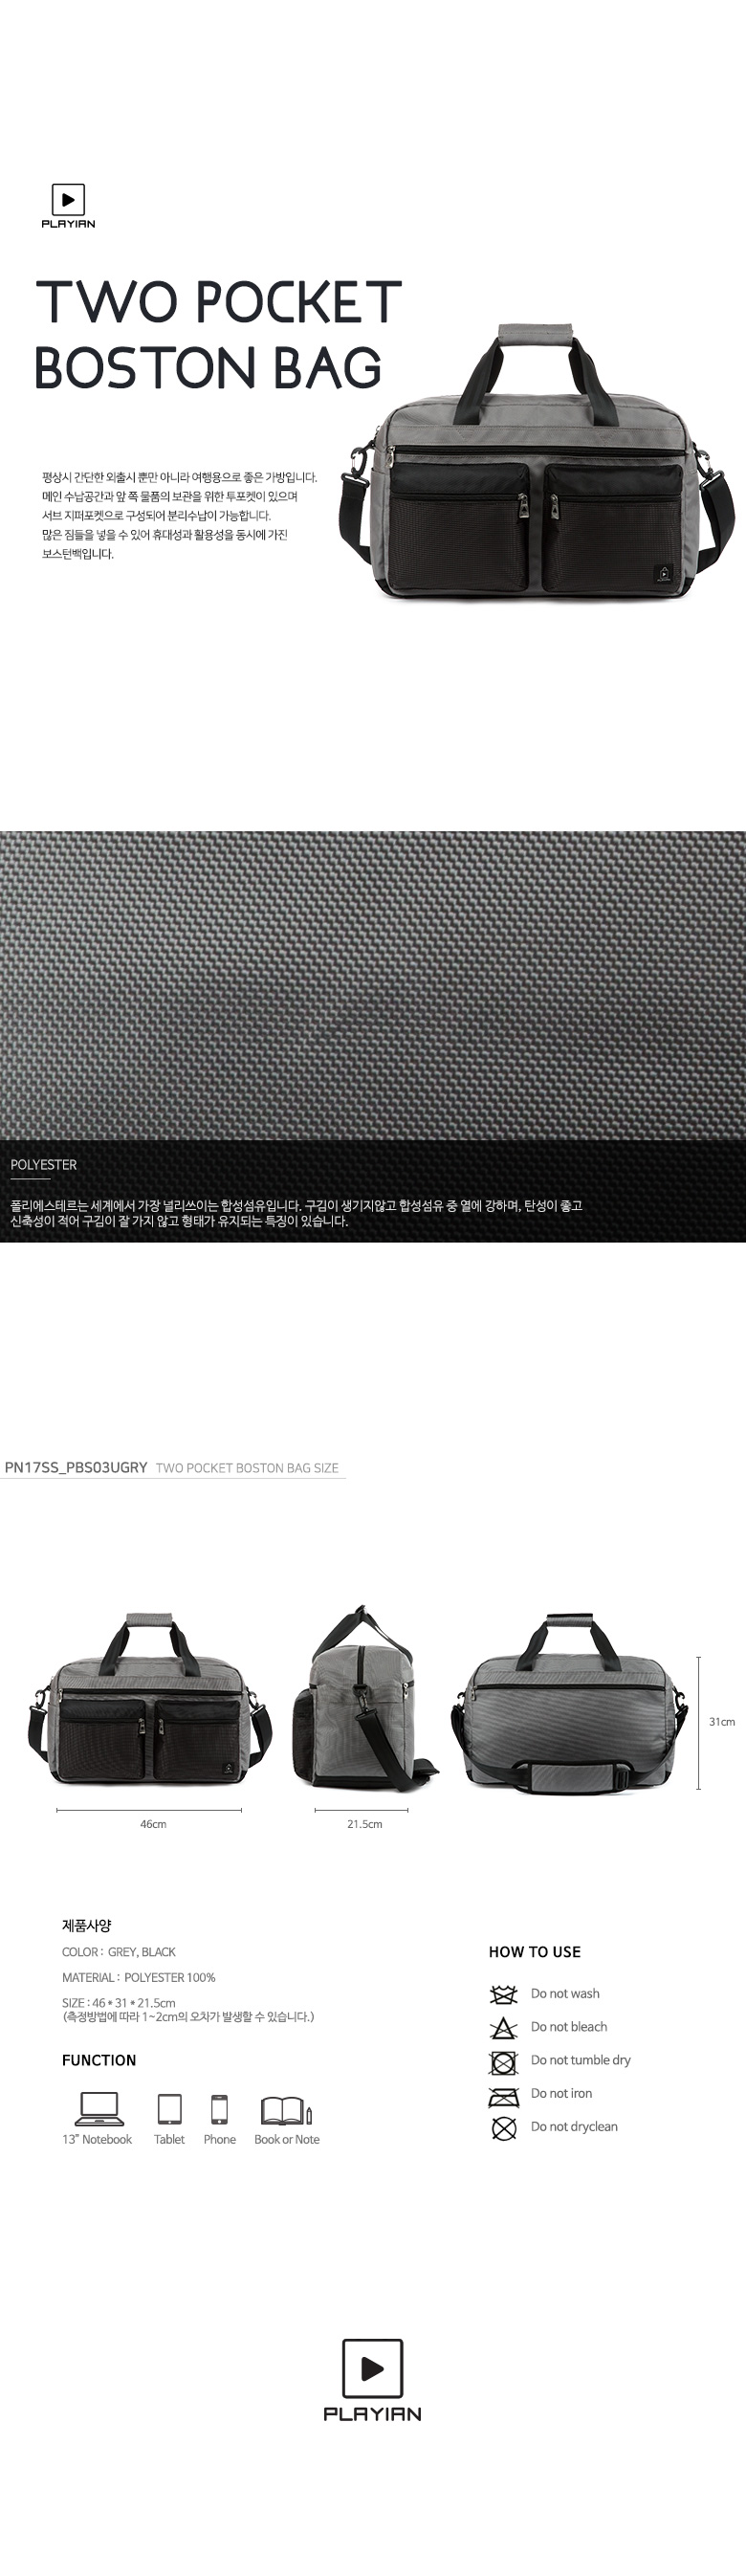 PLAYIAN
TWO POCKET
BOSTON BAG
평상시 간단한 외출시 뿐만 아니라 여행용으로 좋은 가방입니다.
메인 수납공간과 앞 쪽 물품의 보관을 위한 투포켓이 있으며
서브 지퍼포켓으로 구성되어 분리수납이 가능합니다.
많은 짐들을 넣을 수 있어 휴대성과 활용성을 동시에 가진
보스턴백입니다.
POLYESTER
폴리에스테르는 세계에서 가장 널리쓰이는 합성섬유입니다. 구김이 생기지않고 합성섬유 중 열에 강하며, 탄성이 좋고
신축성이 적어 구김이 잘 가지 않고 형태가 유지되는 특징이 있습니다.
PN17SS_PBS03UGRY TWO POCKET BOSTON BAG SIZE
31cm
46cm
21.5cm
제품사양
COLOR : GREY, BLACK
MATERIAL : POLYESTER 100%
SIZE : 46 * 31 * 21.5cm
(측정방법에 따라 1~2cm의 오차가 발생할 수 있습니다.)
FUNCTION
13" Notebook
Tablet
Phone
Book or Note
HOW TO USE
Do not wash
Do not bleach
Do not tumble dry
Do not iron
Do not dryclean
PLAYIAN